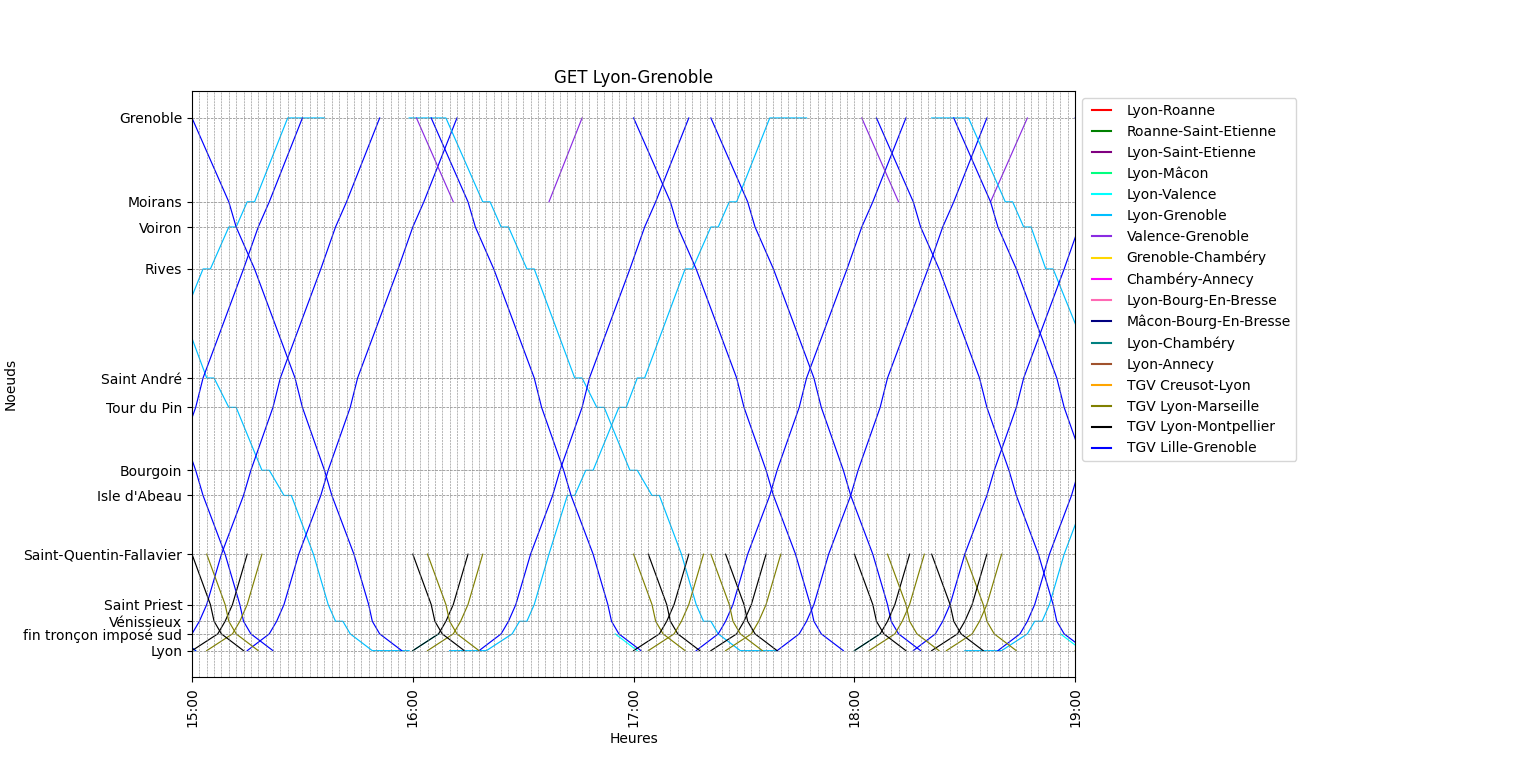 GET Lyon-Grenoble
Grenoble
Moirans
Voiron
Rives
Saint André
Tour du Pin
Bourgoin
Isle d'Abeau
Saint-Quentin-Fallavier
Saint Priest
Vénissieux
fin tronçon imposé sud
Lyon
Noeuds
15:00
16:00
17:00
18:00
19:00
Heures
Lyon-Roanne
Roanne-Saint-Etienne
Lyon-Saint-Etienne
Lyon-Mâcon
Lyon-Valence
Lyon-Grenoble
Valence-Grenoble
Grenoble-Chambéry
Chambéry-Annecy
Lyon-Bourg-En-Bresse
Mâcon-Bourg-En-Bresse
Lyon-Chambéry
Lyon-Annecy
TGV Creusot-Lyon
TGV Lyon-Marseille
TGV Lyon-Montpellier
TGV Lille-Grenoble